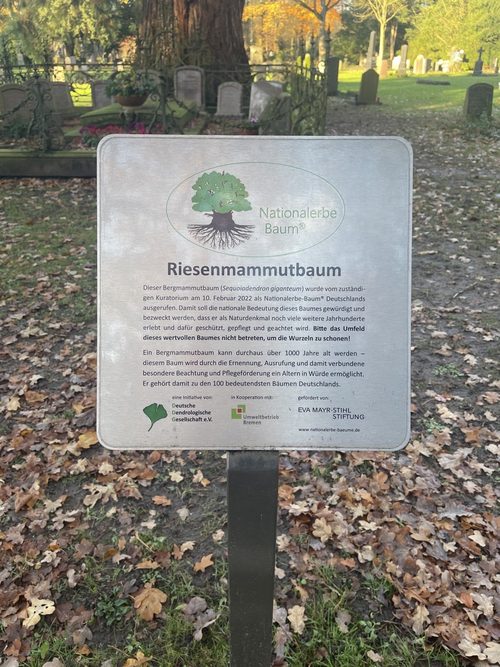 Nationalerbe
Baum®
Riesenmammutbaum
Dieser Bergmammutbaum (Sequoiadendron giganteum) wurde vom zuständi-
gen Kuratorium am 10. Februar 2022 als Nationalerbe-Baum® Deutschlands
ausgerufen. Damit soll die nationale Bedeutung dieses Baumes gewürdigt und
bezweckt werden, dass er als Naturdenkmal noch viele weitere Jahrhunderte
erlebt und dafür geschützt, gepflegt und geachtet wird. Bitte das Umfeld
dieses wertvollen Baumes nicht betreten, um die Wurzeln zu schonen!
Ein Bergmammutbaum kann durchaus über 1000 Jahre alt werden –
diesem Baum wird durch die Ernennung, Ausrufung und damit verbundene
besondere Beachtung und Pflegeförderung ein Altern in Würde ermöglicht.
Er gehört damit zu den 100 bedeutendsten Bäumen Deutschlands.
eine Initiative von:
Deutsche
Dendrologische
Gesellschaft e.V.
in Kooperation mit:
Umweltbetrieb
Bremen
gefördert von:
EVA MAYR-STIHL
STIFTUNG
www.nationalerbe-baeume.de